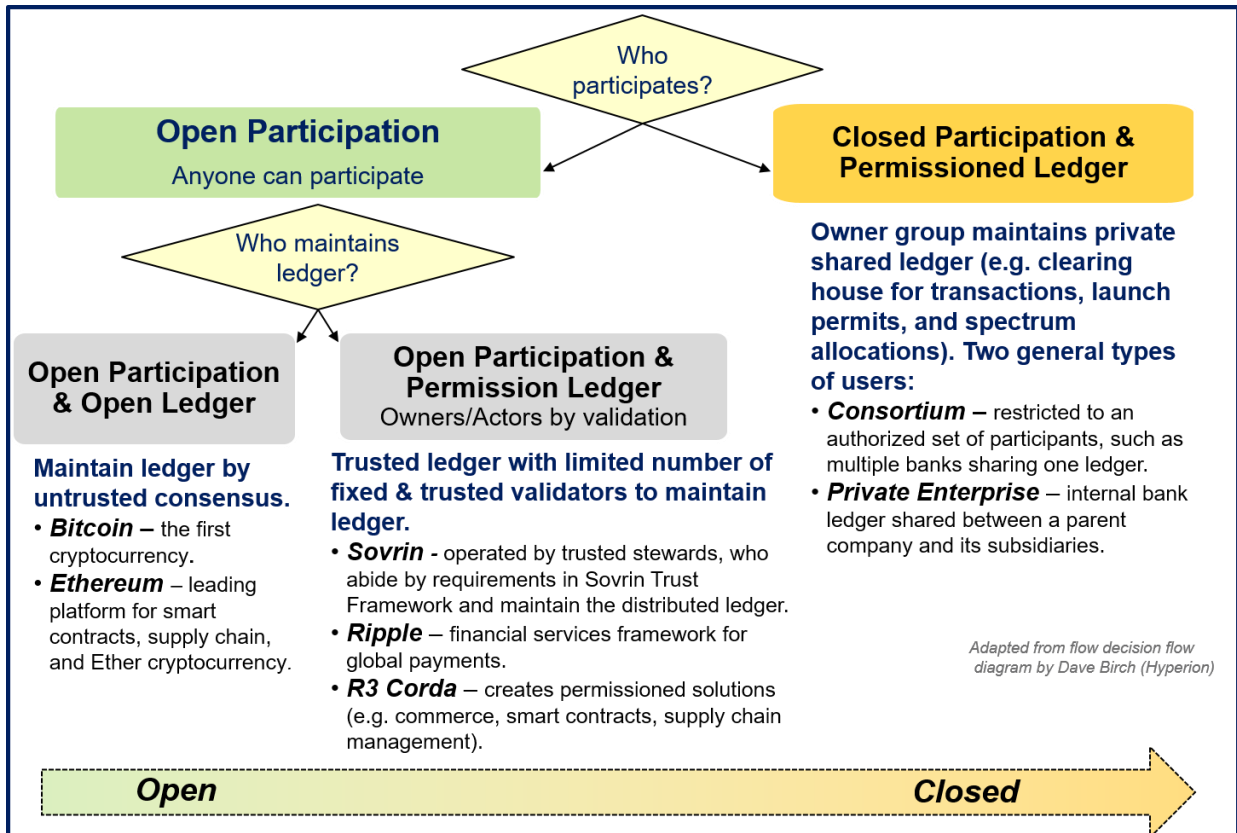 Who
participates?
Open Participation
Anyone can participate
Closed Participation &
Permissioned Ledger
Who maintains
ledger?
Open Participation
& Open Ledger
Maintain ledger by
untrusted consensus.
• Bitcoin – the first
cryptocurrency.
• Ethereum – leading
platform for smart
contracts, supply chain,
and Ether cryptocurrency.
Open Participation &
Permission Ledger
Owners/Actors by validation
Trusted ledger with limited number of
fixed & trusted validators to maintain
ledger.
• Sovrin - operated by trusted stewards, who
abide by requirements in Sovrin Trust
Framework and maintain the distributed ledger.
• Ripple – financial services framework for
global payments.
• R3 Corda – creates permissioned solutions
(e.g. commerce, smart contracts, supply chain
management).
Owner group maintains private
shared ledger (e.g. clearing
house for transactions, launch
permits, and spectrum
allocations). Two general types
of users:
• Consortium – restricted to an
authorized set of participants, such as
multiple banks sharing one ledger.
• Private Enterprise – internal bank
ledger shared between a parent
company and its subsidiaries.
Adapted from flow decision flow
diagram by Dave Birch (Hyperion)
Open
Closed